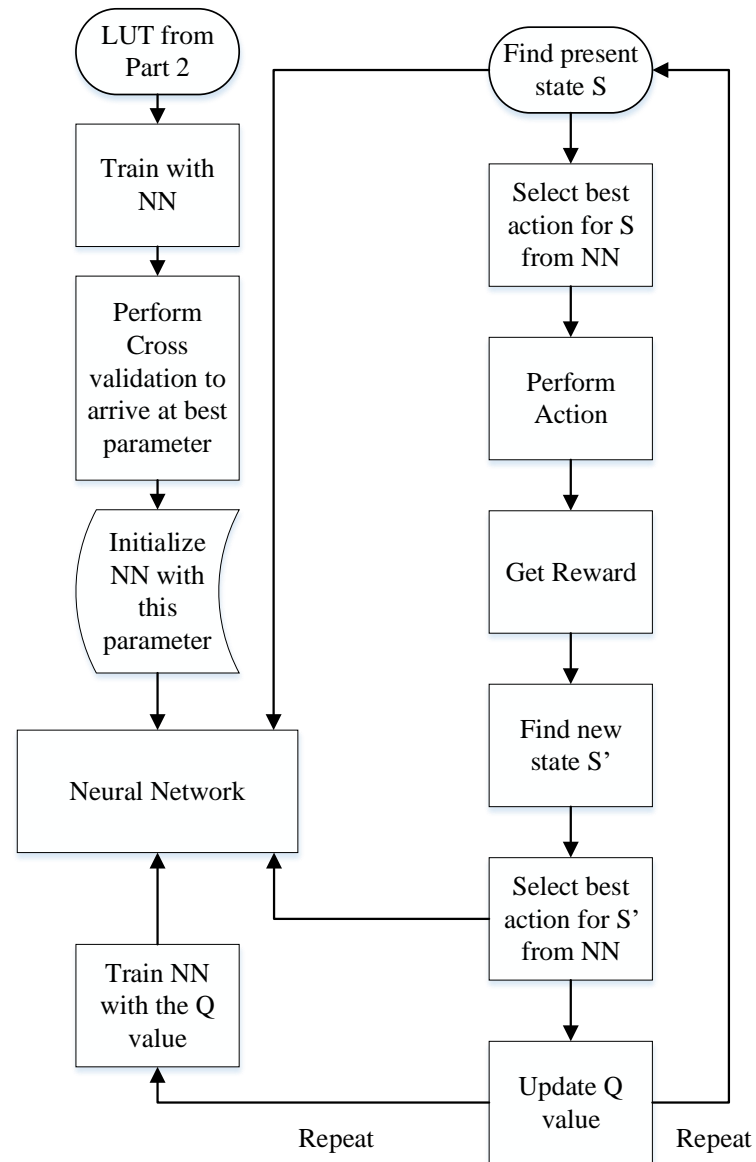 LUT from
Part 2
Train with
NN
Perform
Cross
validation to
arrive at best
parameter
Initialize
NN with
this
parameter
Neural Network
Train NN
with the Q
value
Find present
state S
Select best
action for S
from NN
Perform
Action
Get Reward
Find new
state S’
Select best
action for S’
from NN
Update Q
value
Repeat
Repeat